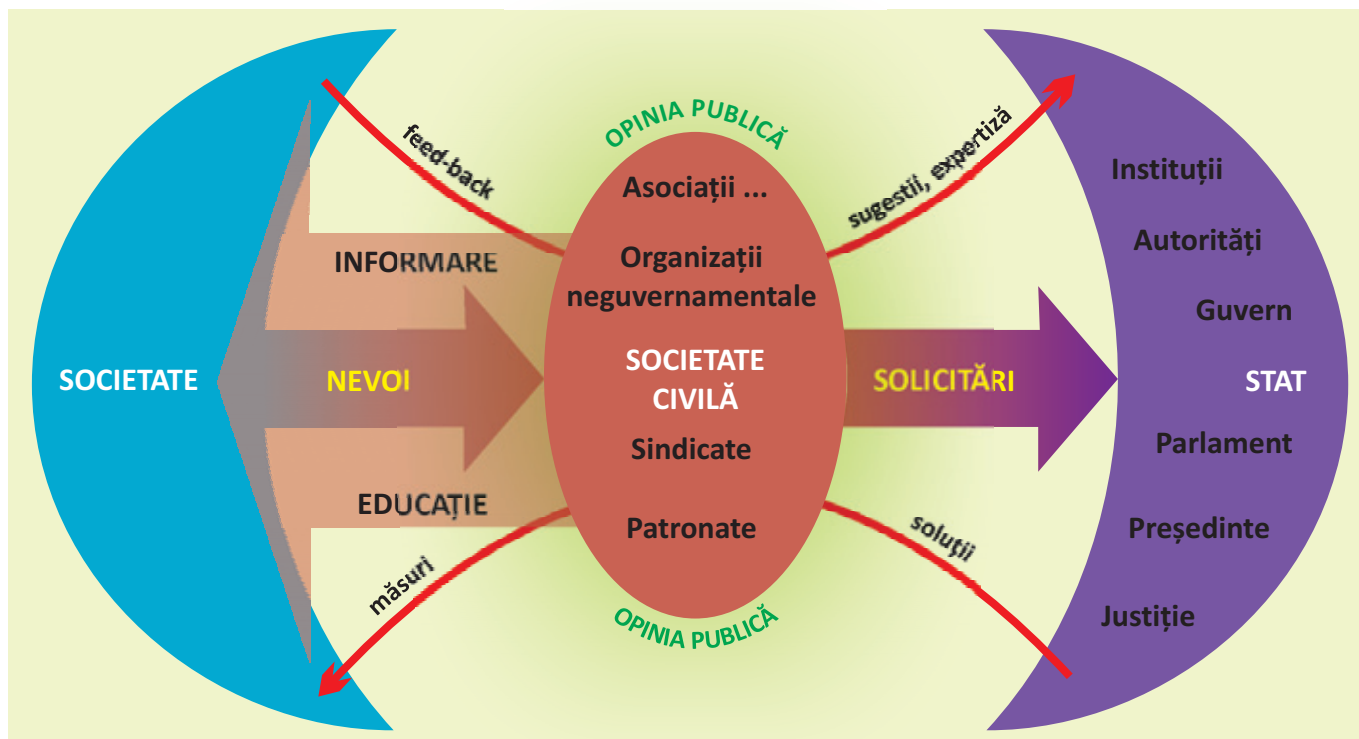 OPINIA PUBLICĂ
feed-back
sugestii, expertiză
Asociații ...
Instituții
Autorități
INFORMARE
Organizații
neguvernamentale
Guvern
SOCIETATE
NEVOI
SOCIETATE
CIVILĂ
SOLICITĂRI
STAT
Sindicate
Parlament
EDUCAȚIE
Patronate
Președinte
măsuri
soluții
Justiție
OPINIA PUBLICĂ